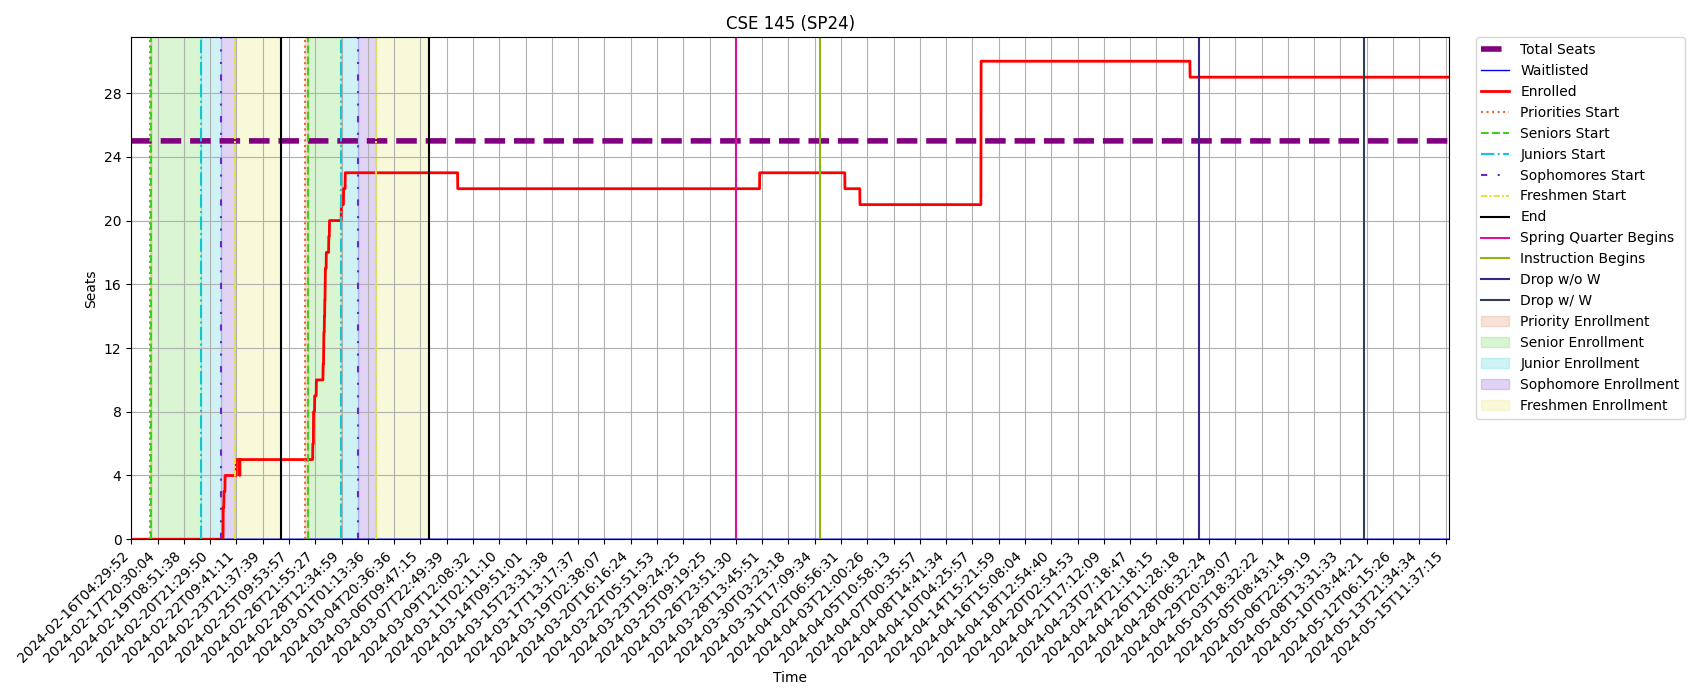 CSE 145 (SP24)
Seats
28
24
20
16
12
8
4
0
2024-02-16T04:29:52
2024-02-17T20:30:04
2024-02-19T08:51:38
2024-02-20T21:29:50
2024-02-22T09:41:11
2024-02-23T21:37:39
2024-02-25T09:53:57
2024-02-26T21:55:27
2024-02-28T12:34:59
2024-03-01T01:13:36
2024-03-04T20:36:36
2024-03-06T09:47:15
2024-03-07T22:49:39
2024-03-09T12:08:32
2024-03-11T02:11:10
2024-03-14T09:51:01
2024-03-15T23:31:38
2024-03-17T13:17:37
2024-03-19T02:38:07
2024-03-20T16:16:24
2024-03-22T05:51:53
2024-03-23T19:24:25
2024-03-25T09:19:25
2024-03-26T23:51:30
2024-03-28T13:45:51
2024-03-30T03:23:18
2024-03-31T17:09:34
2024-04-02T06:56:31
2024-04-03T21:00:26
2024-04-05T10:58:13
2024-04-07T00:35:57
2024-04-08T14:41:34
2024-04-10T04:25:57
2024-04-14T15:21:59
2024-04-16T15:08:04
2024-04-18T12:54:40
2024-04-20T02:54:53
2024-04-21T17:12:09
2024-04-23T07:18:47
2024-04-24T21:18:15
2024-04-26T11:28:18
2024-04-28T06:32:24
2024-04-29T20:29:07
2024-05-03T18:32:22
2024-05-05T08:43:14
2024-05-06T22:59:19
2024-05-08T13:31:33
2024-05-10T03:44:21
2024-05-12T06:15:26
2024-05-13T21:34:34
2024-05-15T11:37:15
Time
Total Seats
Waitlisted
Enrolled
Priorities Start
Seniors Start
Juniors Start
Sophomores Start
Freshmen Start
End
Spring Quarter Begins
Instruction Begins
Drop w/o W
Drop w/ W
Priority Enrollment
Senior Enrollment
Junior Enrollment
Sophomore Enrollment
Freshmen Enrollment